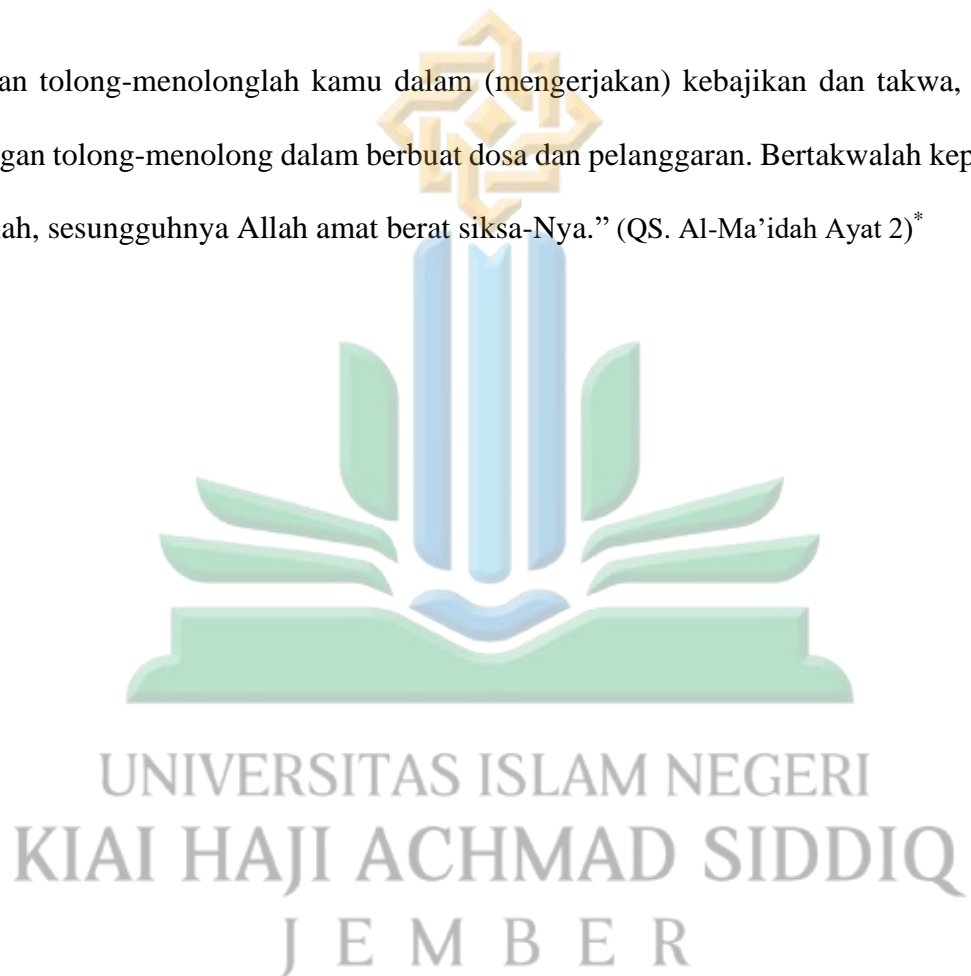 an tolong-menolonglah kamu dalam (mengerjakan) kebajikan dan takwa,
gan tolong-menolong dalam berbuat dosa dan pelanggaran. Bertakwalah kep
lah, sesungguhnya Allah amat berat siksa-Nya.” (QS. Al-Ma’idah Ayat 2)*
UNIVERSITAS ISLAM NEGERI
KIAI HAJI ACHMAD SIDDIQ
JEMBER